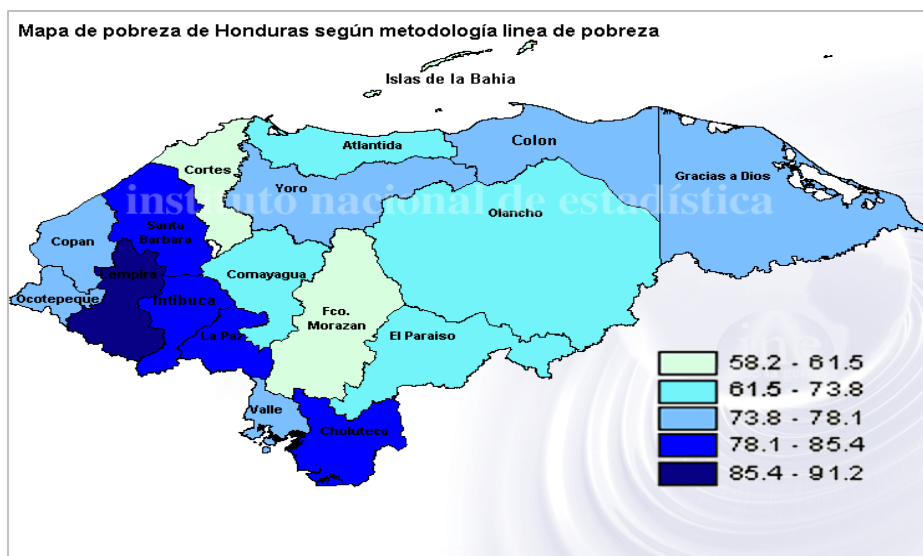 Mapa de pobreza de Honduras según metodología linea de pobreza
Islas de la Bahia
Atlantida
Colon
Cortes
Gracias a Dios
Yoro
instituto nacional de estadística
Olancho
Santa
Barbara
Copan
Lempira
Comayagua
Ocotepeque
Intibuca
Fco.
Morazan
La Paz
El Paraiso
ine
58.2 - 61.5
61.5 - 73.8
73.8 - 78.1
78.1 - 85.4
85.4 - 91.2
Valle
Choluteca